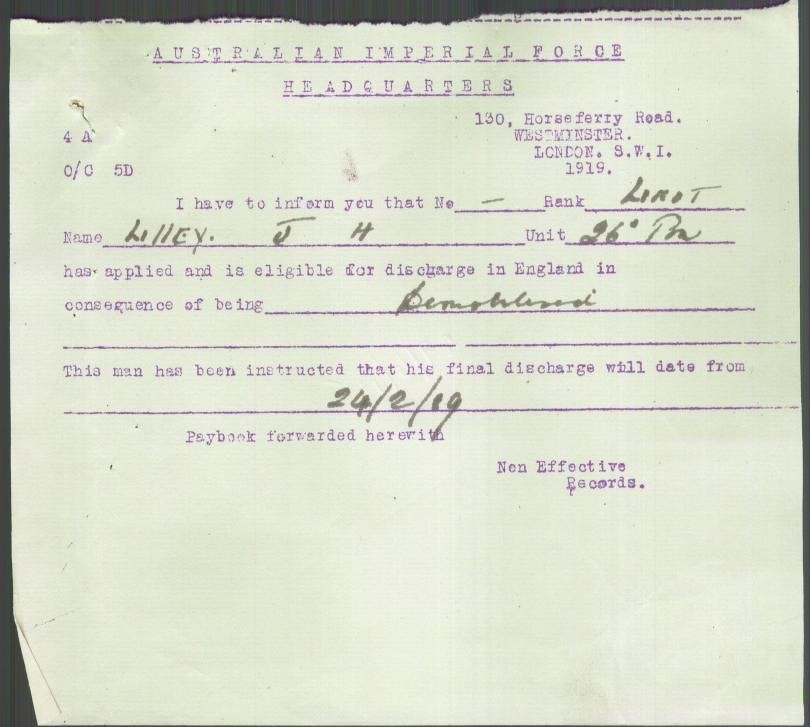 AUSTRALIAN IMPERIAL FORCE
HEADQUARTERS
130, Horseferry Road.
WESTMINSTER.
LONDON. S.W.I.
1919.
4 A
O/C 5D
I have to inform you that No — Rank LIEUT
Name LILLEY. J H Unit 26° Bn
has applied and is eligible for discharge in England in
consequence of being Demobilised
This man has been instructed that his final discharge will date from
24/2/19
Paybook forwarded herewith
Non Effective
Records.